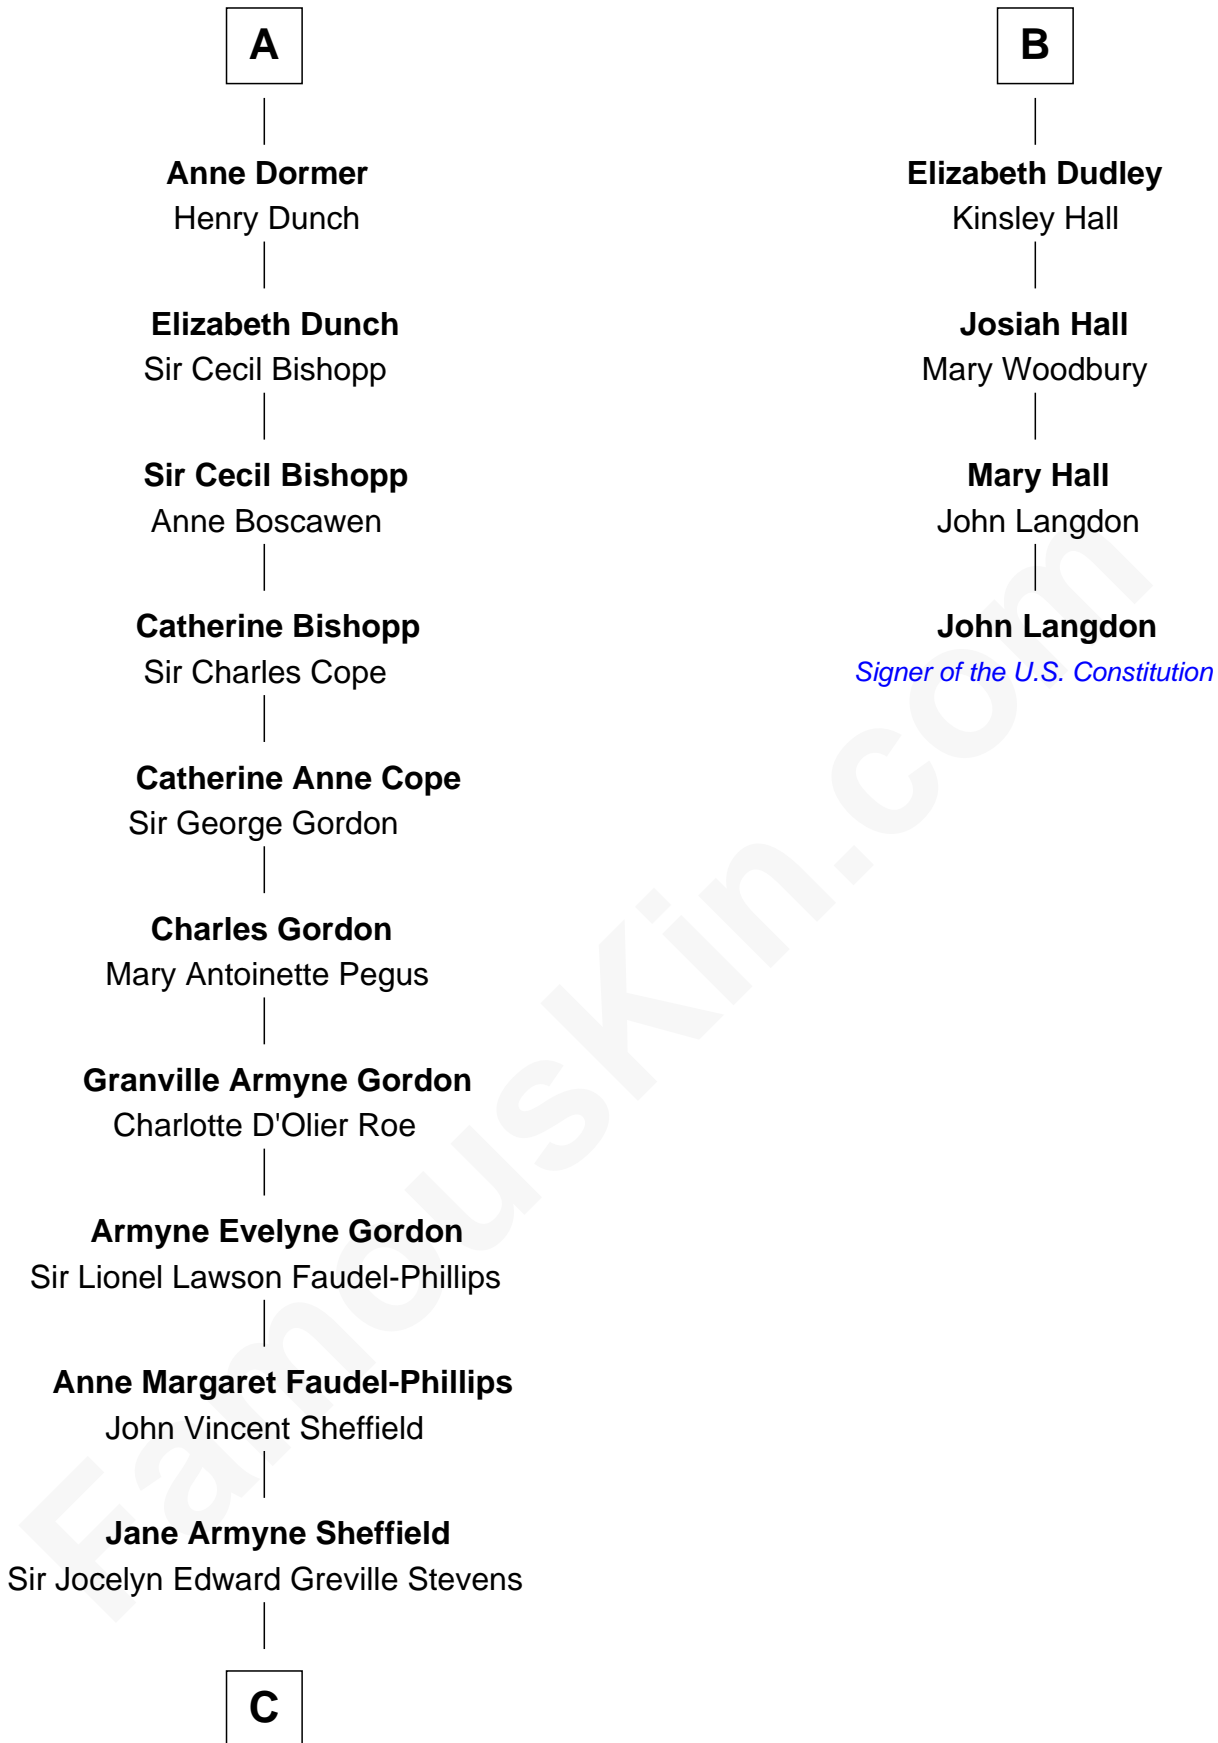 A
Anne Dormer
Henry Dunch
Elizabeth Dunch
Sir Cecil Bishopp
Sir Cecil Bishopp
Anne Boscawen
Catherine Bishopp
Sir Charles Cope
Catherine Anne Cope
Sir George Gordon
Charles Gordon
Mary Antoinette Pegus
Granville Armyne Gordon
Charlotte D'Olier Roe
Armyne Evelyne Gordon
Sir Lionel Lawson Faudel-Phillips
Anne Margaret Faudel-Phillips
John Vincent Sheffield
Jane Armyne Sheffield
Sir Jocelyn Edward Greville Stevens
C
B
Elizabeth Dudley
Kinsley Hall
Josiah Hall
Mary Woodbury
Mary Hall
John Langdon
John Langdon
Signer of the U.S. Constitution
FamousKin.com